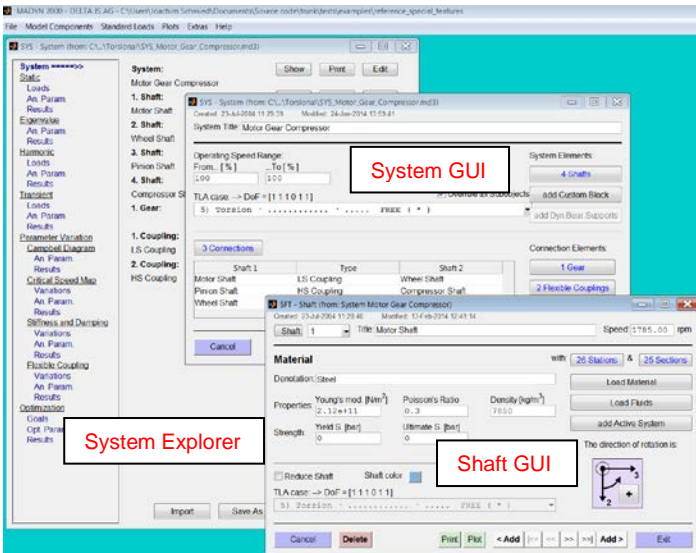 MADYN 2000 - DELTA JS AG - C:\Users\Joachim Schmied\Documents\Source code\trunk\tests\examples\reference_special_features
File Model Components Standard Loads Plots Extras Help
SYS - System (from: C:\...\Torsional\SYS_Motor_Gear_Compressor.md3)
System =====>>
Static
Loads
An. Param.
Results
Eigenvalue
An. Param.
Results
Harmonic
Loads
An. Param.
Results
Transient
Loads
An. Param.
Results
Parameter Variation
Campbell Diagram
An. Param.
Results
Critical Speed Map
Variations
An. Param.
Results
Stiffness and Damping
Variations
An. Param.
Results
Flexible Coupling
Variations
An. Param.
Results
Optimization
Goals
Opt. Param
Results
System:
Show Print Edit
Motor Gear Compressor
1. Shaft:
Motor Shaft
2. Shaft:
Wheel Shaft
3. Shaft:
Pinion Shaft
4. Shaft:
Compressor S
1. Gear:
1. Coupling:
LS Coupling
2. Coupling:
HS Coupling
Import Save As
System Explorer
SYS - System (from: C:\...\Torsional\SYS_Motor_Gear_Compressor.md3)
Created: 23-Jul-2004 11:29:39 Modified: 24-Jan-2014 13:59:41
System Title: Motor Gear Compressor
Operating Speed Range:
From... [%] ...To [%]
100 100
System GUI
System Elements:
4 Shafts
add Custom Block
add Dyn.Bear.Supports
TLA case: --> DoF = [1 1 1 0 1 1]
5) Torsion ' ............ ' ..... FREE ( * )
3 Connections
Connection Elements:
1 Gear
2 Flexible Couplings
Shaft 1 Type Shaft 2
Motor Shaft LS Coupling Wheel Shaft
Pinion Shaft HS Coupling Compressor Shaft
Wheel Shaft
Cancel
SFT - Shaft (from: System Motor Gear Compressor)
Created: 23-Jul-2004 11:29:40 Modified: 12-Feb-2014 12:41:14
Shaft: 1 Title: Motor Shaft Speed: 1785.00 rpm
Material with 26 Stations & 25 Sections
Denotation: Steel
Load Material
Young's mod. [N/m²] Poisson's Ratio Density [kg/m³]
Properties: 2.12e+11 0.3 7850
Load Fluids
Yield S. [bar] Ultimate S. [bar]
Strength: 0 0
add Active System
The direction of rotation is:
Shaft GUI
3
2
+
Reduce Shaft Shaft color
TLA case: --> DoF = [1 1 1 0 1 1]
5) Torsion ' ............ ' ..... FREE ( * )
Cancel Delete Print Plot < Add |<< << >> >>| Add > Exit